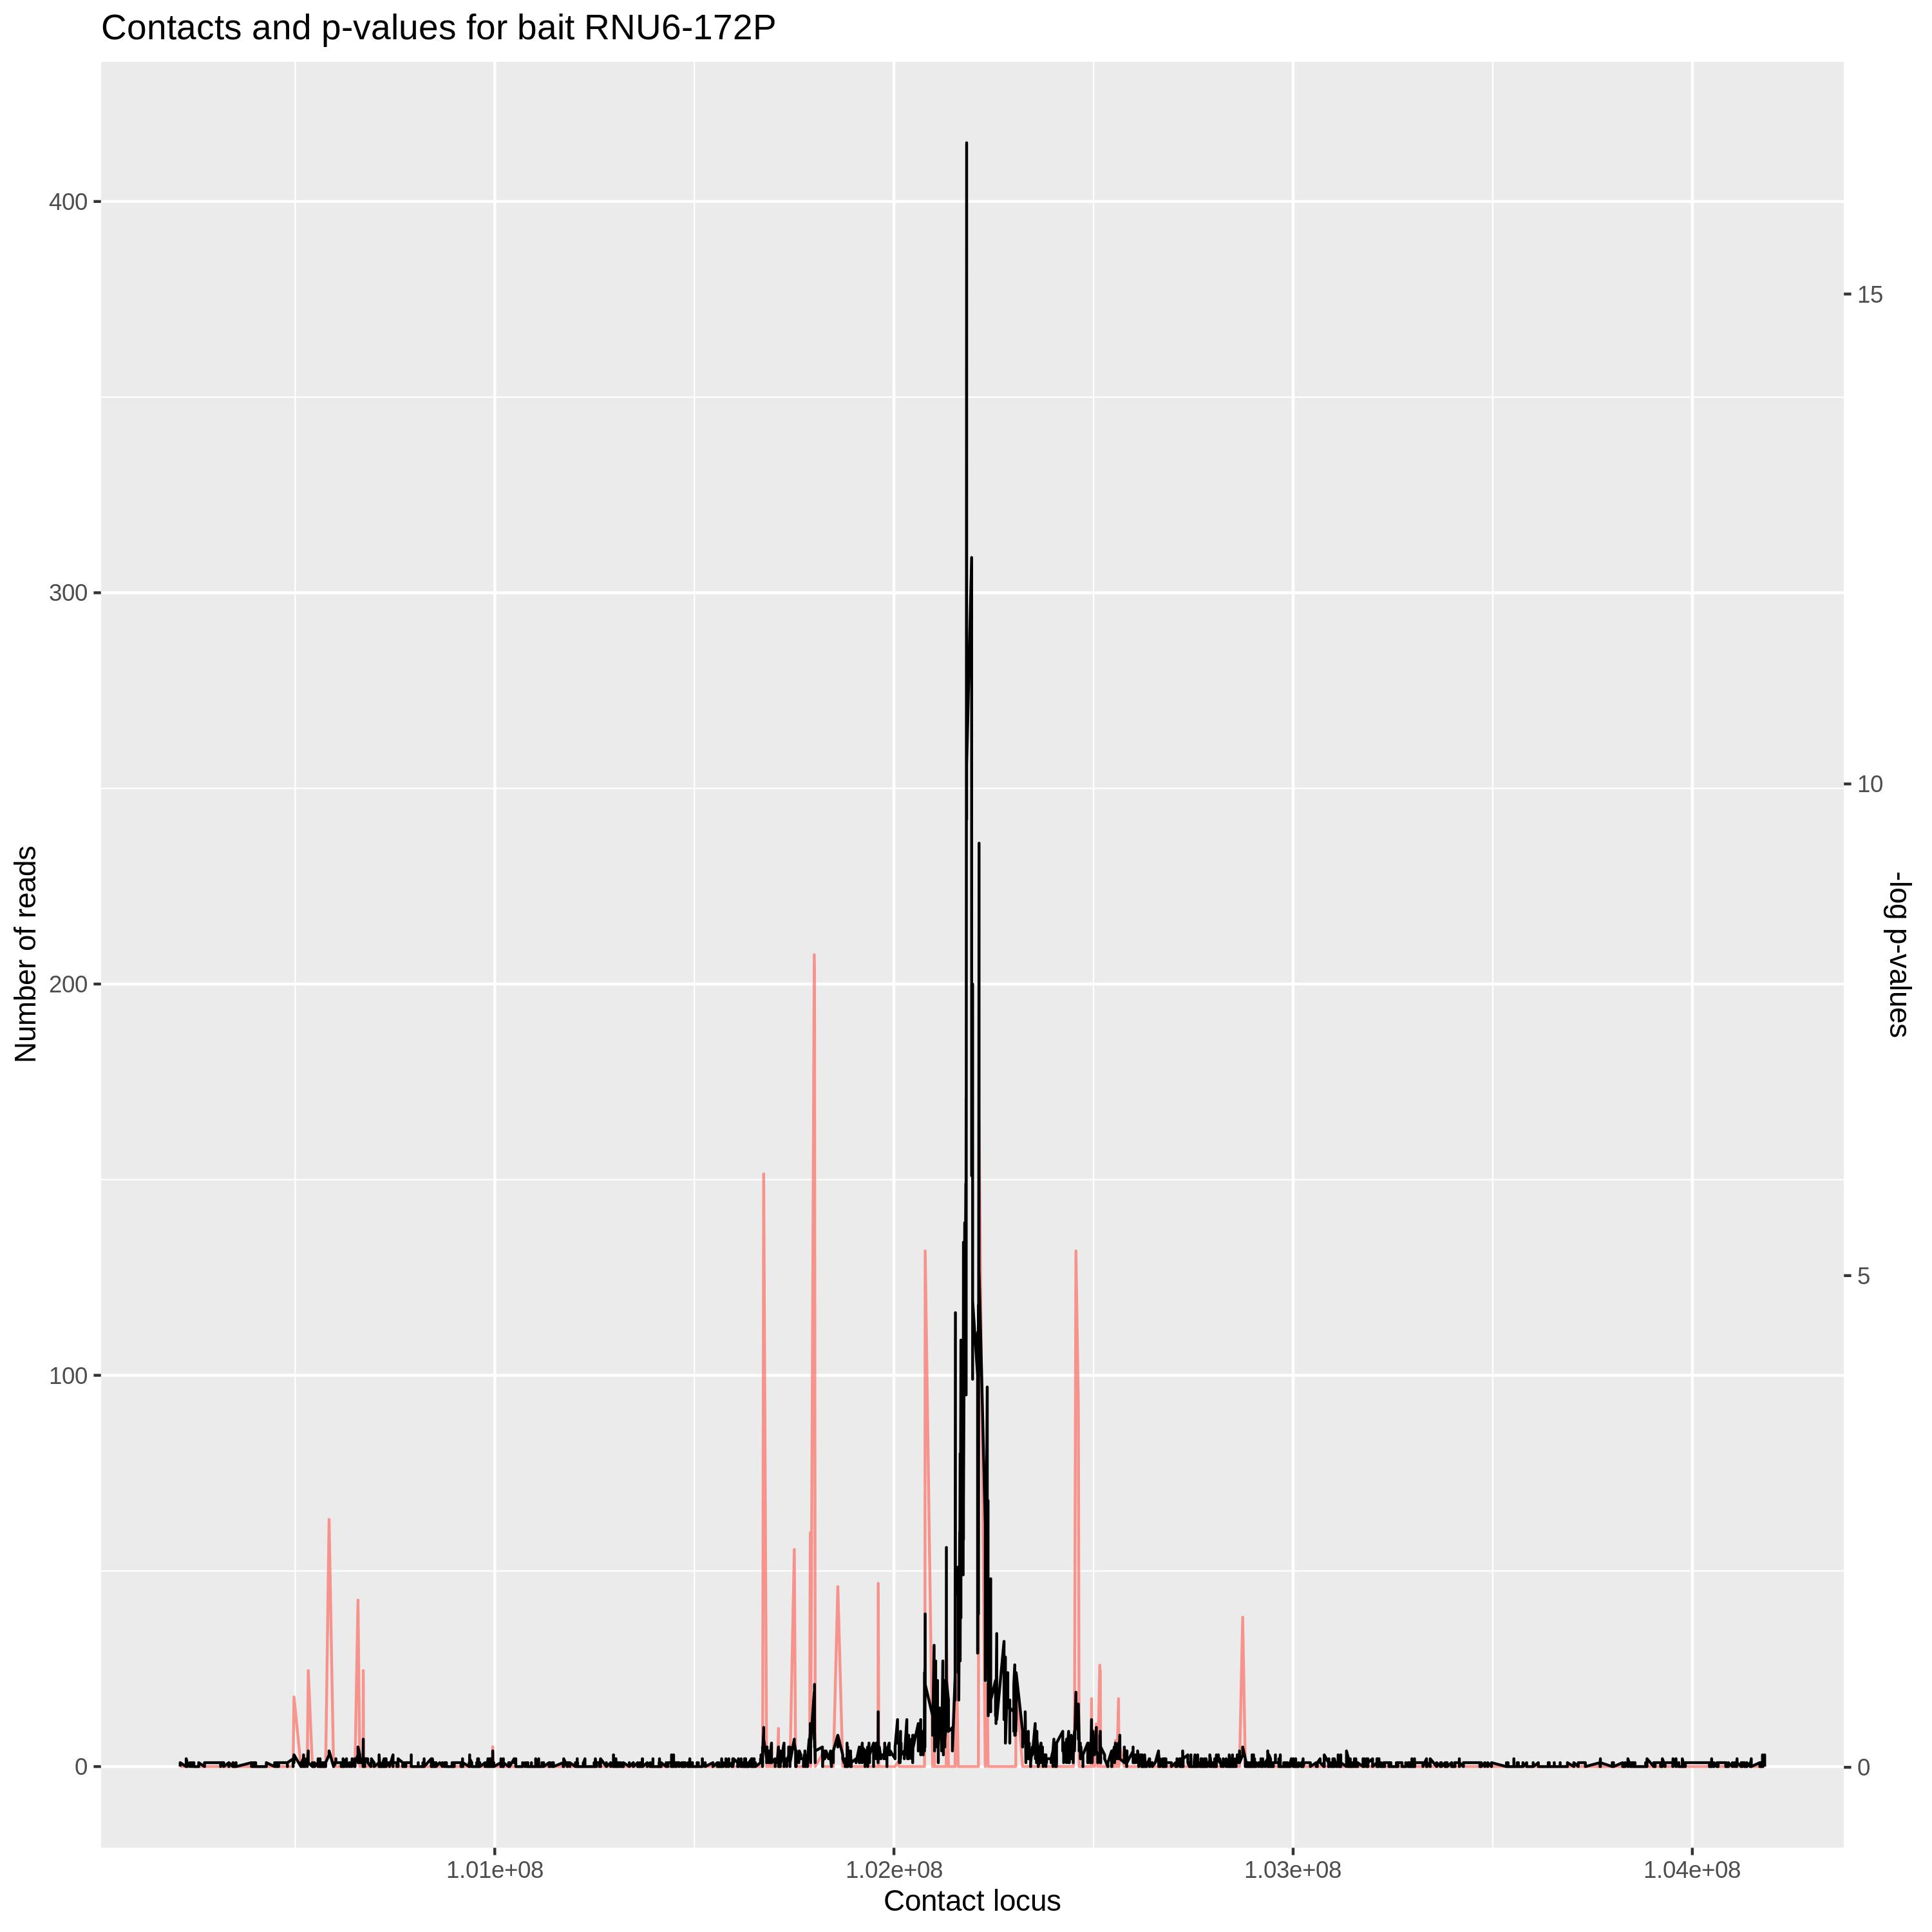 Contacts and p-values for bait RNU6-172P
400
300
200
100
0
Number of reads
15
10
5
0
-log p-values
1.01e+08 1.02e+08 1.03e+08 1.04e+08
Contact locus